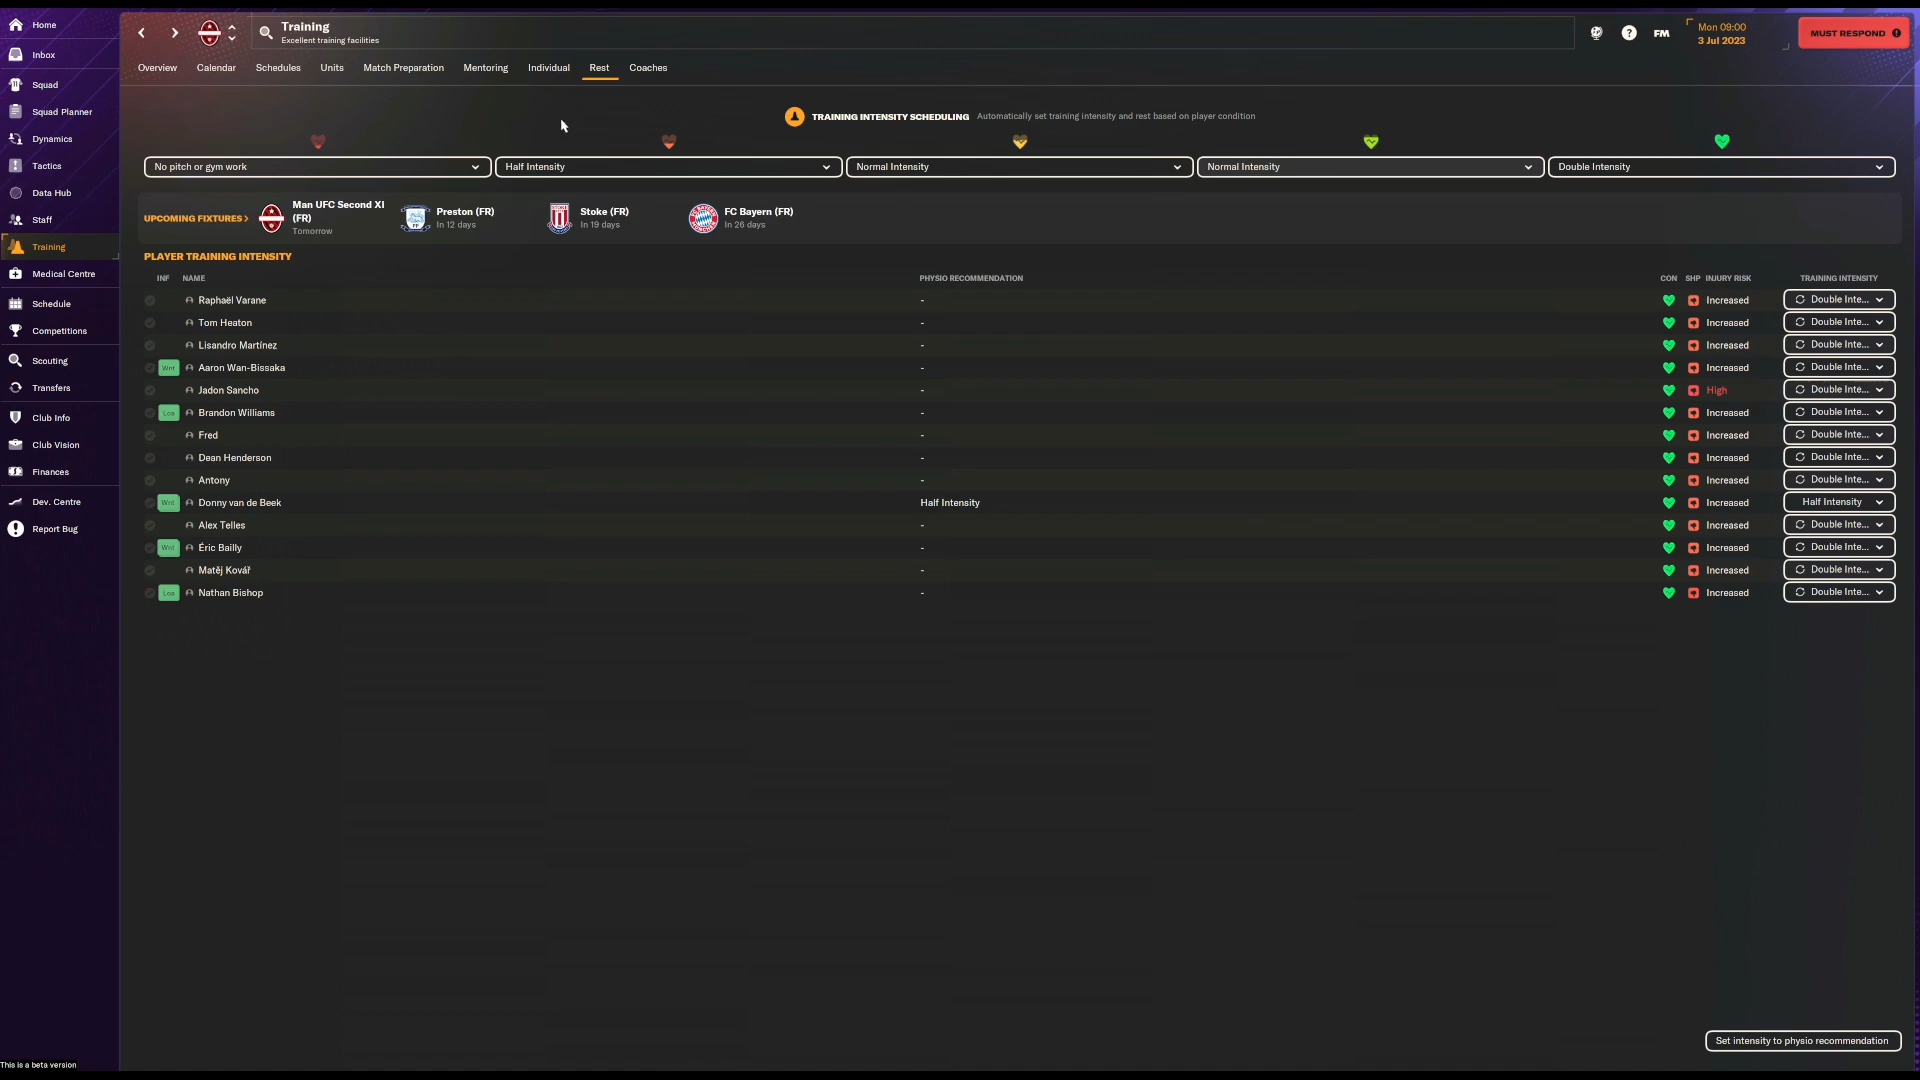 Home
Inbox
Squad
Squad Planner
Dynamics
Tactics
Data Hub
Staff
Training
Medical Centre
Schedule
Competitions
Scouting
Transfers
Club Info
Club Vision
Finances
Dev. Centre
Report Bug
This is a beta version
Training
Excellent training facilities
FM
Mon 09:00
3 Jul 2023
MUST RESPOND
Overview Calendar Schedules Units Match Preparation Mentoring Individual Rest Coaches
TRAINING INTENSITY SCHEDULING Automatically set training intensity and rest based on player condition
No pitch or gym work Half Intensity Normal Intensity Normal Intensity Double Intensity
UPCOMING FIXTURES >
Man UFC Second XI (FR)
Tomorrow
Preston (FR)
In 12 days
Stoke (FR)
In 19 days
FC Bayern (FR)
In 26 days
PLAYER TRAINING INTENSITY
INF NAME PHYSIO RECOMMENDATION CON SHP INJURY RISK TRAINING INTENSITY
Raphaël Varane - Increased Double Inte...
Tom Heaton - Increased Double Inte...
Lisandro Martínez - Increased Double Inte...
Wnt Aaron Wan-Bissaka - Increased Double Inte...
Jadon Sancho - High Double Inte...
Loa Brandon Williams - Increased Double Inte...
Fred - Increased Double Inte...
Dean Henderson - Increased Double Inte...
Antony - Increased Double Inte...
Wnt Donny van de Beek Half Intensity Increased Half Intensity
Alex Telles - Increased Double Inte...
Wnt Éric Bailly - Increased Double Inte...
Matěj Kovář - Increased Double Inte...
Loa Nathan Bishop - Increased Double Inte...
Set intensity to physio recommendation